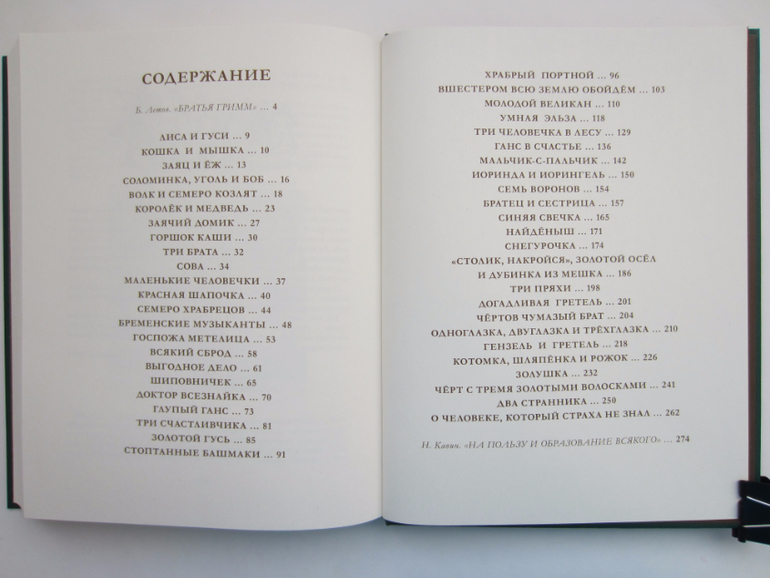 СОДЕРЖАНИЕ
Б. Летов. «БРАТЬЯ ГРИММ» ... 4
ЛИСА И ГУСИ ... 9
КОШКА И МЫШКА ... 10
ЗАЯЦ И ЁЖ ... 13
СОЛОМИНКА, УГОЛЬ И БОБ ... 16
ВОЛК И СЕМЕРО КОЗЛЯТ ... 18
КОРОЛЁК И МЕДВЕДЬ ... 23
ЗАЯЧИЙ ДОМИК ... 27
ГОРШОК КАШИ ... 30
ТРИ БРАТА ... 32
СОВА ... 34
МАЛЕНЬКИЕ ЧЕЛОВЕЧКИ ... 37
КРАСНАЯ ШАПОЧКА ... 40
СЕМЕРО ХРАБРЕЦОВ ... 44
БРЕМЕНСКИЕ МУЗЫКАНТЫ ... 48
ГОСПОЖА МЕТЕЛИЦА ... 53
ВСЯКИЙ СБРОД ... 58
ВЫГОДНОЕ ДЕЛО ... 61
ШИПОВНИЧЕК ... 65
ДОКТОР ВСЕЗНАЙКА ... 70
ГЛУПЫЙ ГАНС ... 73
ТРИ СЧАСТЛИВЧИКА ... 81
ЗОЛОТОЙ ГУСЬ ... 85
СТОПТАННЫЕ БАШМАКИ ... 91
ХРАБРЫЙ ПОРТНОЙ ... 96
ВШЕСТЕРОМ ВСЮ ЗЕМЛЮ ОБОЙДЁМ ... 103
МОЛОДОЙ ВЕЛИКАН ... 110
УМНАЯ ЭЛЬЗА ... 118
ТРИ ЧЕЛОВЕЧКА В ЛЕСУ ... 129
ГАНС В СЧАСТЬЕ ... 136
МАЛЬЧИК-С-ПАЛЬЧИК ... 142
ИОРИНДА И ИОРИНГЕЛЬ ... 150
СЕМЬ ВОРОНОВ ... 154
БРАТЕЦ И СЕСТРИЦА ... 157
СИНЯЯ СВЕЧКА ... 165
НАЙДЁНЫШ ... 171
СНЕГУРОЧКА ... 174
«СТОЛИК, НАКРОЙСЯ», ЗОЛОТОЙ ОСЁЛ
И ДУБИНКА ИЗ МЕШКА ... 186
ТРИ ПРЯХИ ... 198
ДОГАДЛИВАЯ ГРЕТЕЛЬ ... 201
ЧЁРТОВ ЧУМАЗЫЙ БРАТ ... 204
ОДНОГЛАЗКА, ДВУГЛАЗКА И ТРЁХГЛАЗКА ... 210
ГЕНЗЕЛЬ И ГРЕТЕЛЬ ... 218
КОТОМКА, ШЛЯПЁНКА И РОЖОК ... 226
ЗОЛУШКА ... 232
ЧЁРТ С ТРЕМЯ ЗОЛОТЫМИ ВОЛОСКАМИ ... 241
ДВА СТРАННИКА ... 250
О ЧЕЛОВЕКЕ, КОТОРЫЙ СТРАХА НЕ ЗНАЛ ... 262
Н. Кавин. «НА ПОЛЬЗУ И ОБРАЗОВАНИЕ ВСЯКОГО» ... 274